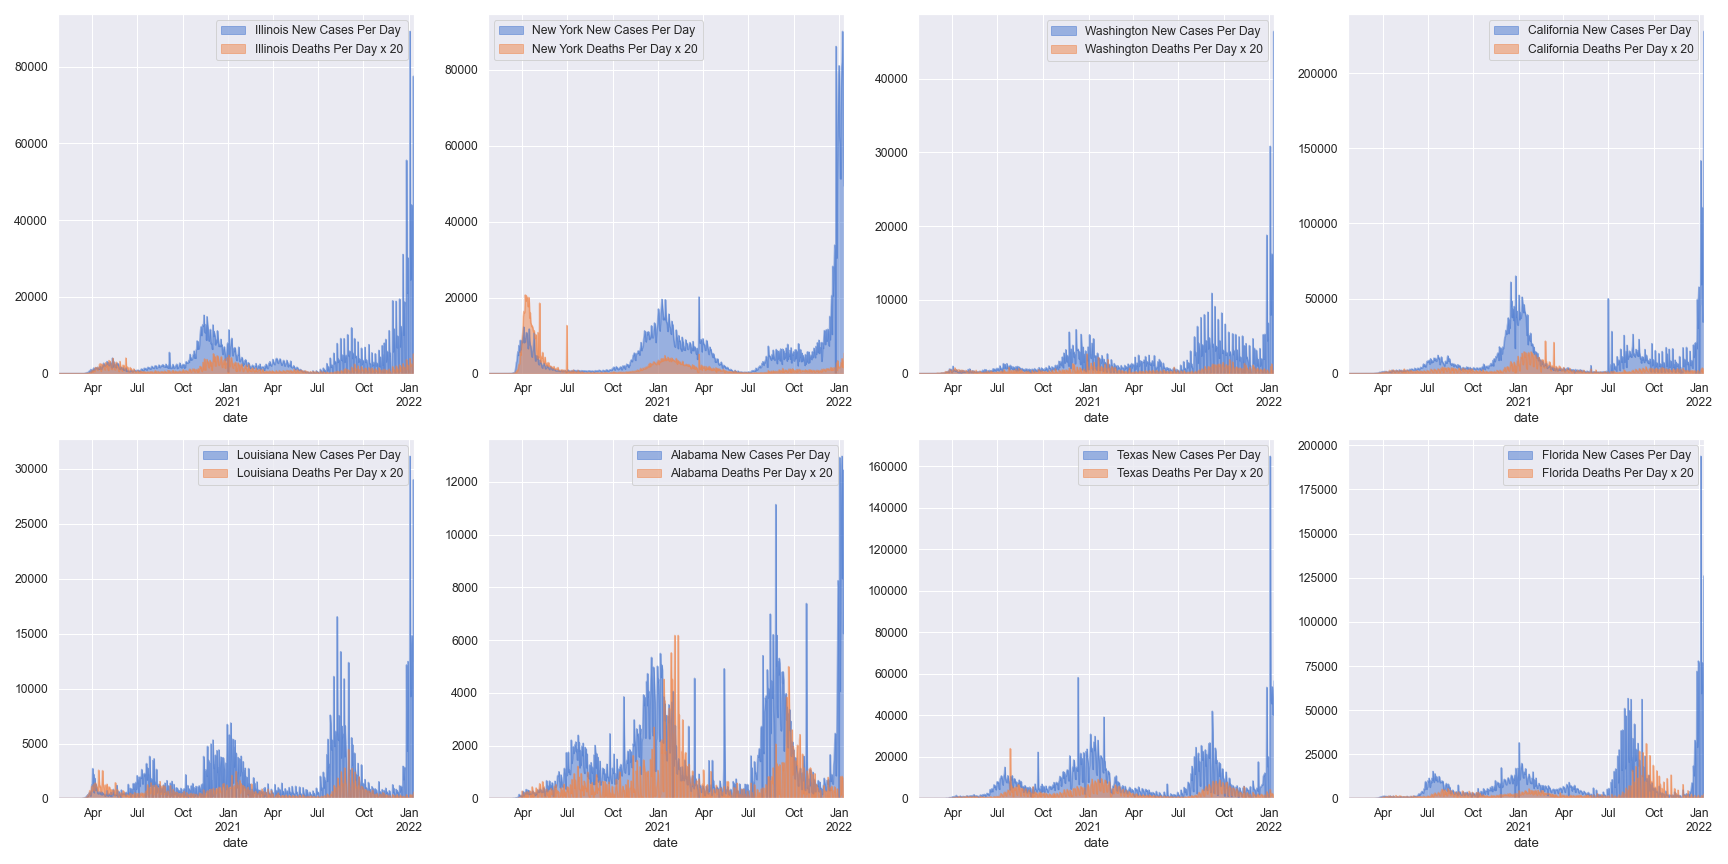 Illinois New Cases Per Day
Illinois Deaths Per Day x 20
80000
60000
40000
20000
0
Apr Jul Oct Jan Apr Jul Oct Jan
2021 2022
date
New York New Cases Per Day
New York Deaths Per Day x 20
80000
60000
40000
20000
0
Apr Jul Oct Jan Apr Jul Oct Jan
2021 2022
date
Washington New Cases Per Day
Washington Deaths Per Day x 20
40000
30000
20000
10000
0
Apr Jul Oct Jan Apr Jul Oct Jan
2021 2022
date
California New Cases Per Day
California Deaths Per Day x 20
200000
150000
100000
50000
0
Apr Jul Oct Jan Apr Jul Oct Jan
2021 2022
date
Louisiana New Cases Per Day
Louisiana Deaths Per Day x 20
30000
25000
20000
15000
10000
5000
0
Apr Jul Oct Jan Apr Jul Oct Jan
2021 2022
date
Alabama New Cases Per Day
Alabama Deaths Per Day x 20
12000
10000
8000
6000
4000
2000
0
Apr Jul Oct Jan Apr Jul Oct Jan
2021 2022
date
Texas New Cases Per Day
Texas Deaths Per Day x 20
160000
140000
120000
100000
80000
60000
40000
20000
0
Apr Jul Oct Jan Apr Jul Oct Jan
2021 2022
date
Florida New Cases Per Day
Florida Deaths Per Day x 20
200000
175000
150000
125000
100000
75000
50000
25000
0
Apr Jul Oct Jan Apr Jul Oct Jan
2021 2022
date